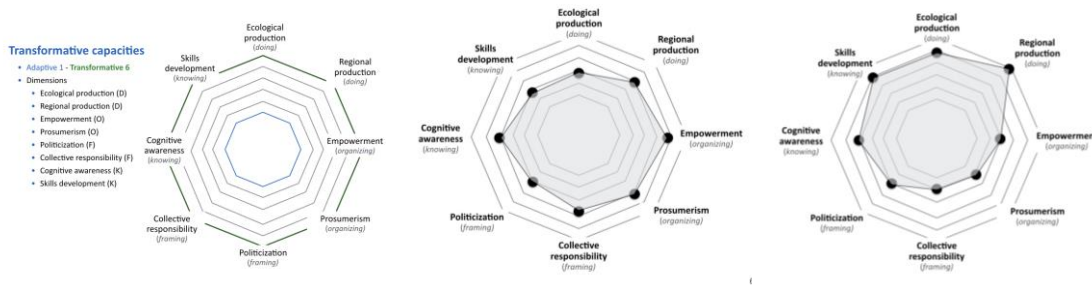 Transformative capacities
• Adaptive 1 - Transformative 6
• Dimensions
• Ecological production (D)
• Regional production (D)
• Empowerment (O)
• Prosumerism (O)
• Politicization (F)
• Collective responsibility (F)
• Cognitive awareness (K)
• Skills development (K)
Ecological
production
(doing)
Regional
production
(doing)
Empowerment
(organizing)
Prosumerism
(organizing)
Politicization
(framing)
Collective
responsibility
(framing)
Cognitive
awareness
(knowing)
Skills
development
(knowing)
Ecological
production
(doing)
Regional
production
(doing)
Empowerment
(organizing)
Prosumerism
(organizing)
Collective
responsibility
(framing)
Politicization
(framing)
Cognitive
awareness
(knowing)
Skills
development
(knowing)
Ecological
production
(doing)
Regional
production
(doing)
Empowerment
(organizing)
Prosumerism
(organizing)
Collective
responsibility
(framing)
Politicization
(framing)
Cognitive
awareness
(knowing)
Skills
development
(knowing)